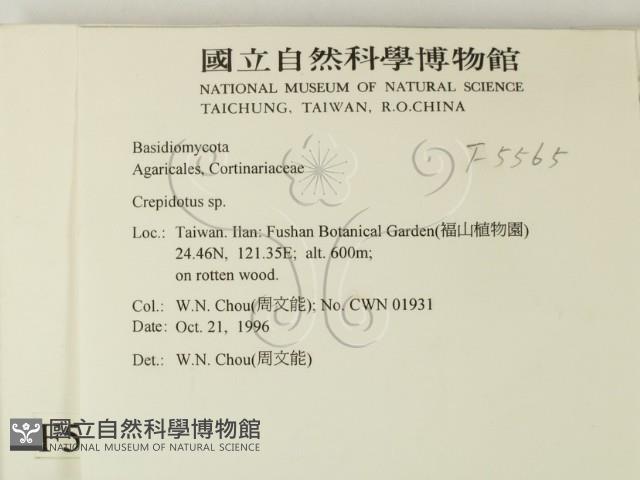 國立自然科學博物館
NATIONAL MUSEUM OF NATURAL SCIENCE
TAICHUNG, TAIWAN, R.O.CHINA
F-5565
Basidiomycota
Agaricales, Cortinariaceae
Crepidotus sp.
Loc.: Taiwan. Ilan: Fushan Botanical Garden(福山植物園)
24.46N, 121.35E; alt. 600m;
on rotten wood.
Col.: W.N. Chou(周文能); No. CWN 01931
Date: Oct. 21, 1996
Det.: W.N. Chou(周文能)
國立自然科學博物館
NATIONAL MUSEUM OF NATURAL SCIENCE